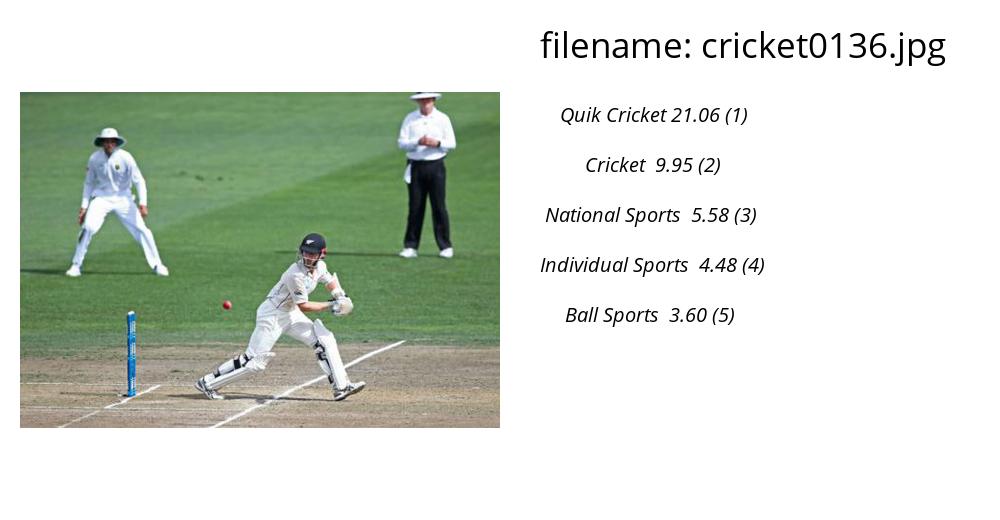 filename: cricket0136.jpg
Quik Cricket 21.06 (1)
Cricket 9.95 (2)
National Sports 5.58 (3)
Individual Sports 4.48 (4)
Ball Sports 3.60 (5)